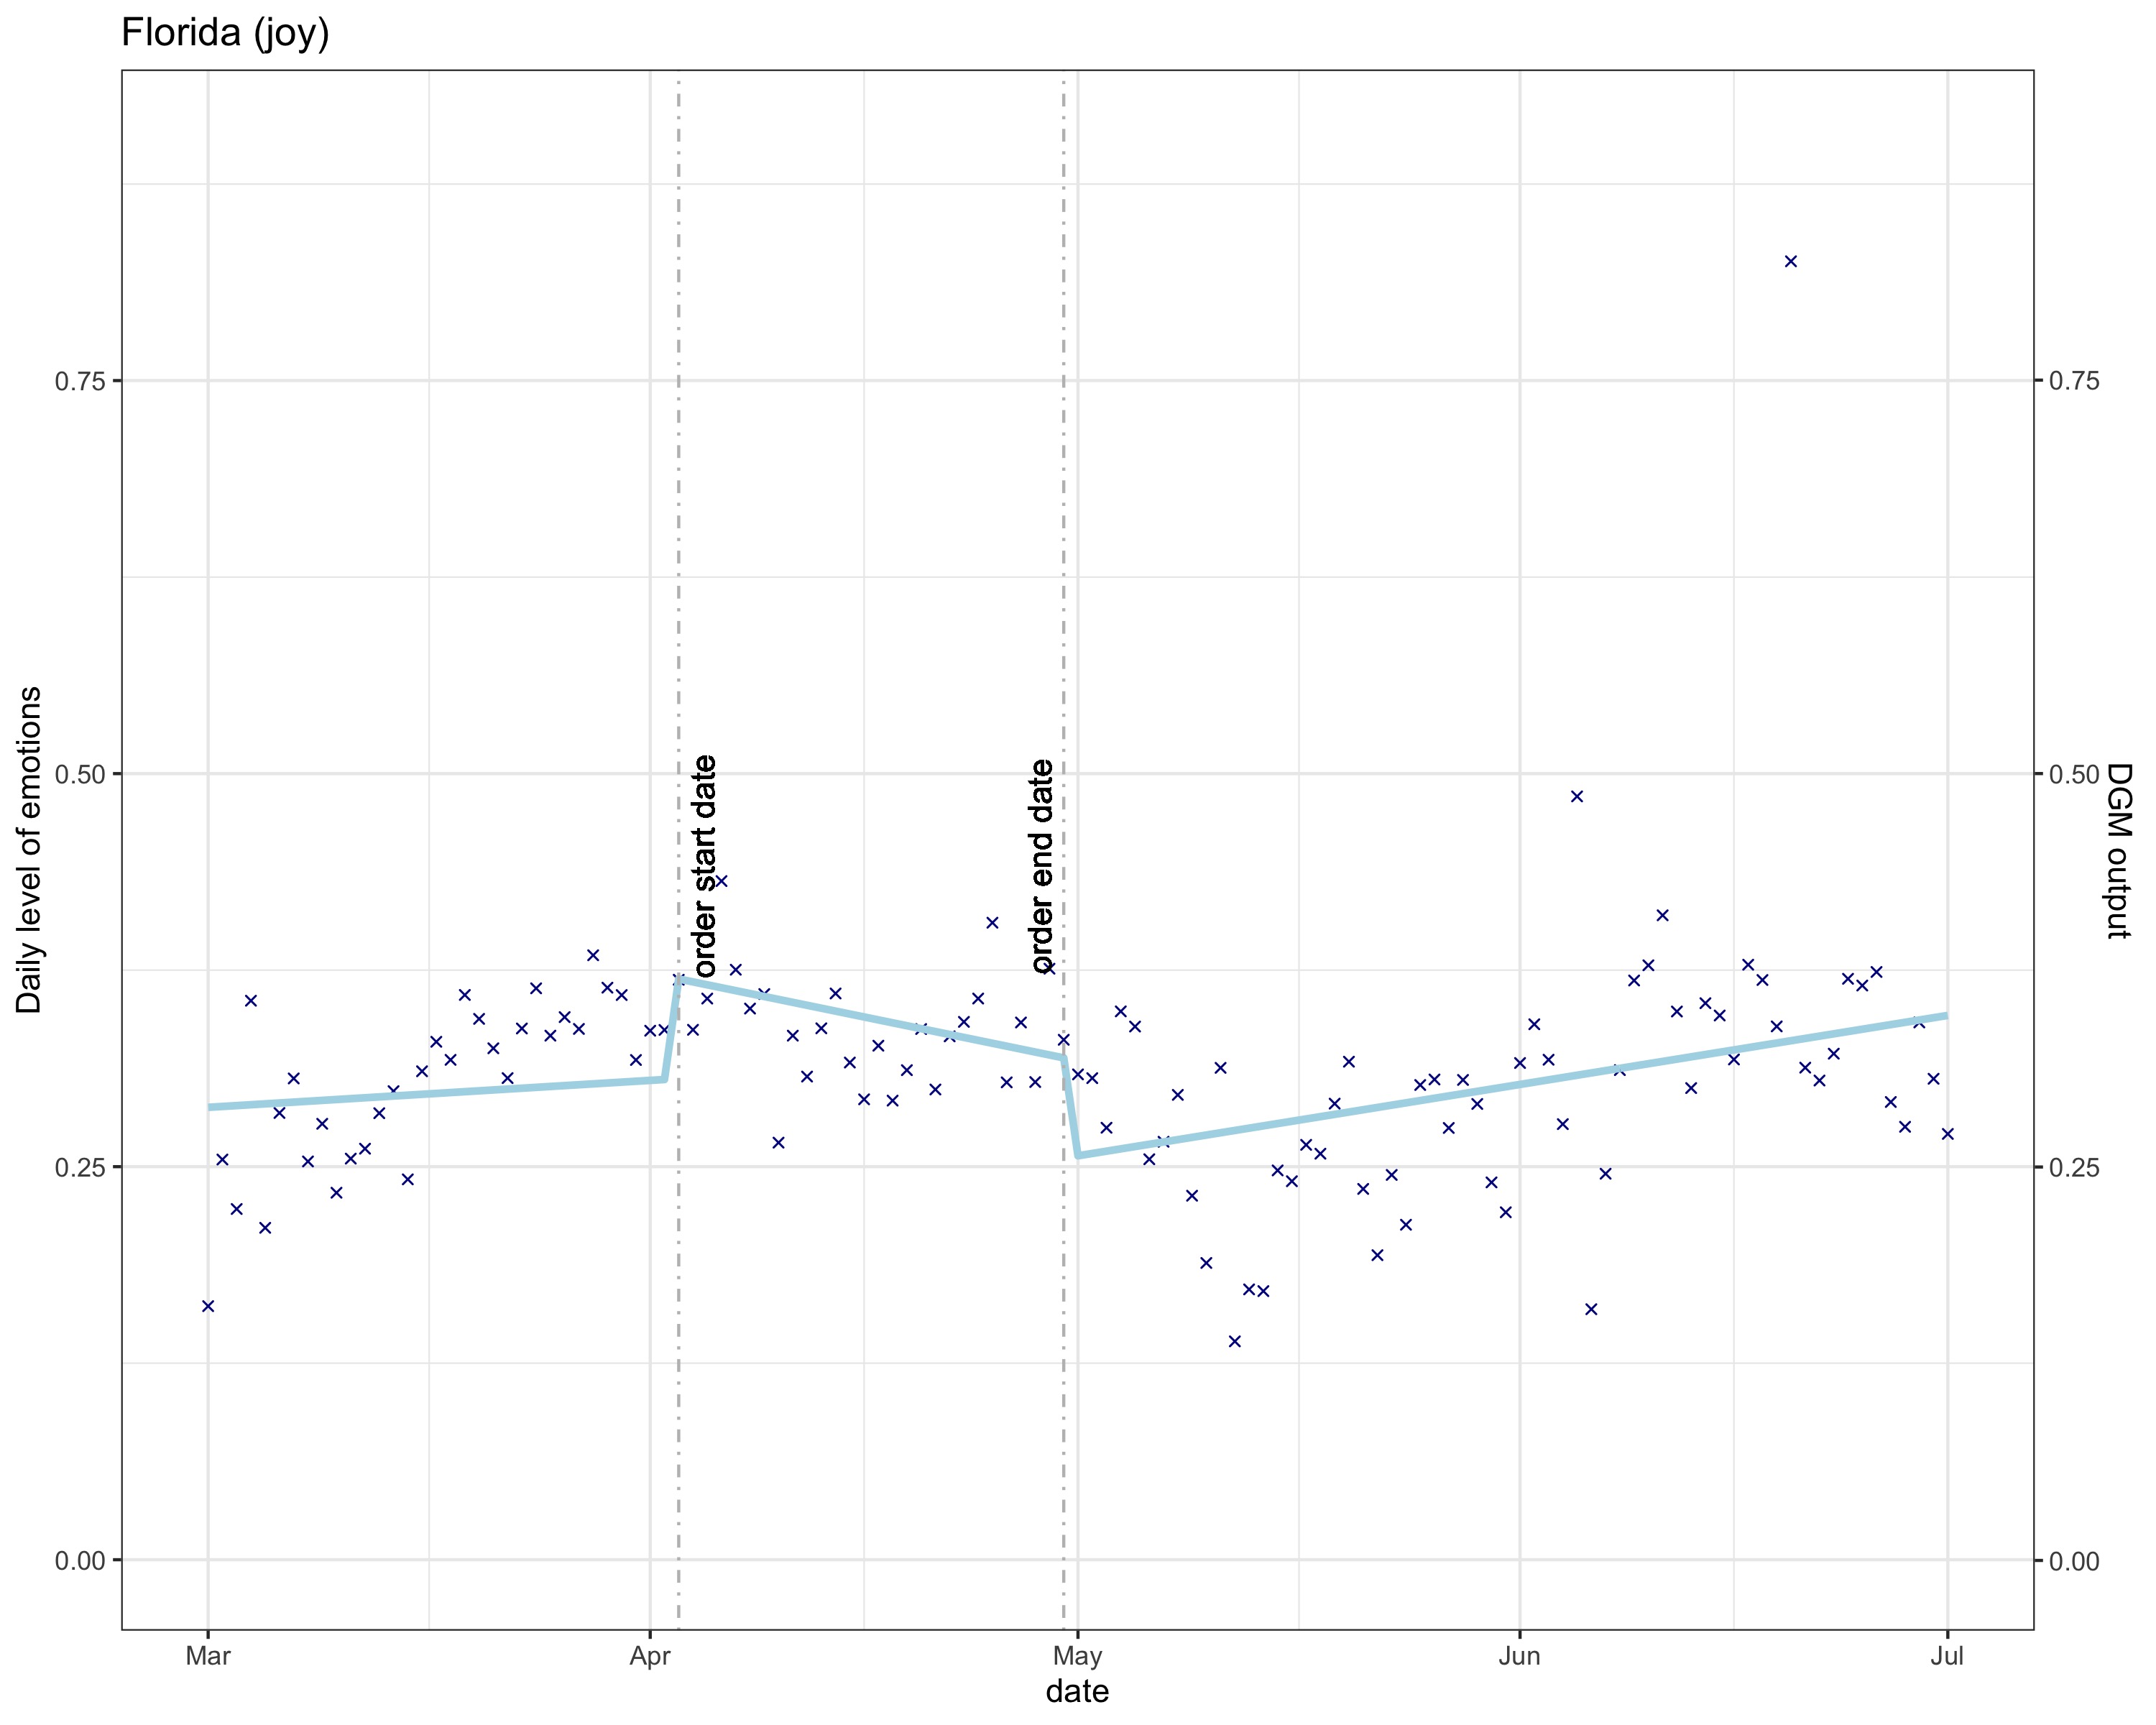 Florida (joy)
Daily level of emotions
0.75
0.50
0.25
0.00
order start date
order end date
0.75
0.50
0.25
0.00
DGM output
Mar
Apr
May
Jun
Jul
date